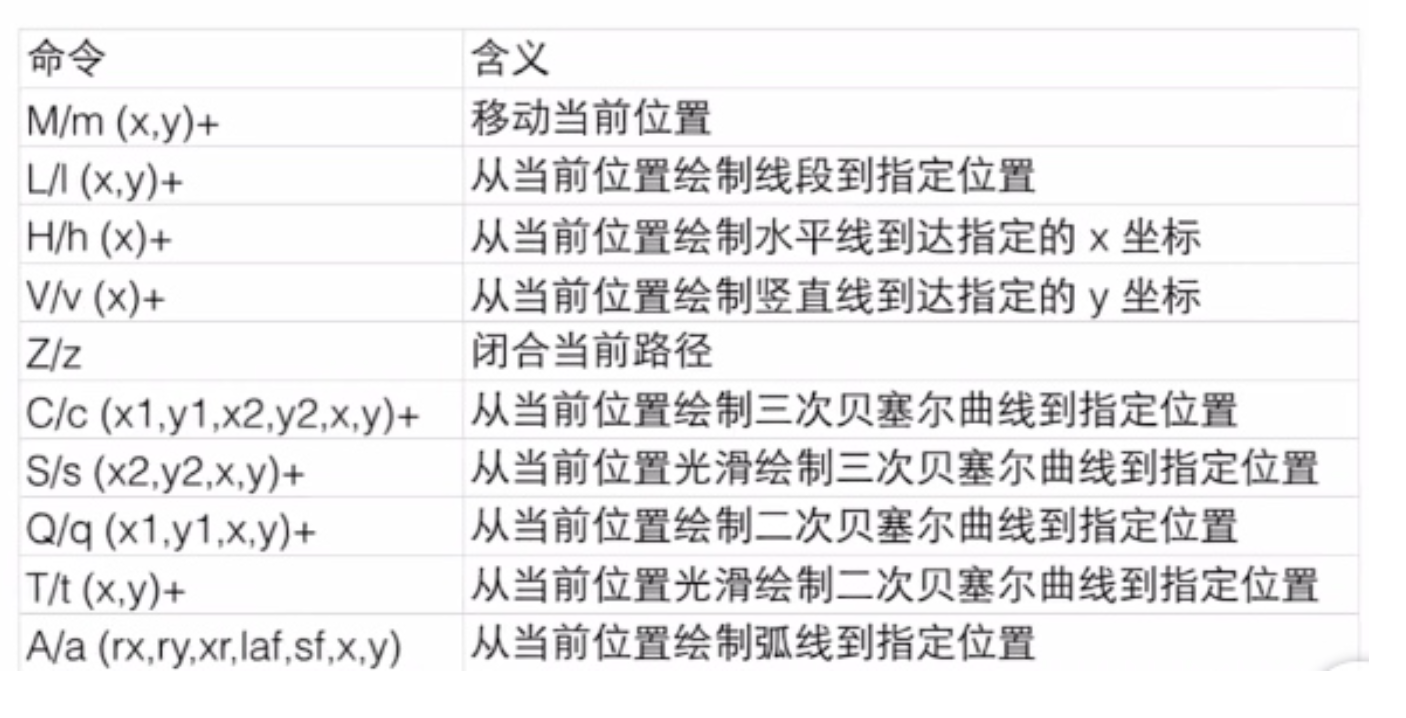 命令 含义
M/m (x,y)+ 移动当前位置
L/l (x,y)+ 从当前位置绘制线段到指定位置
H/h (x)+ 从当前位置绘制水平线到达指定的 x 坐标
V/v (x)+ 从当前位置绘制竖直线到达指定的 y 坐标
Z/z 闭合当前路径
C/c (x1,y1,x2,y2,x,y)+ 从当前位置绘制三次贝塞尔曲线到指定位置
S/s (x2,y2,x,y)+ 从当前位置光滑绘制三次贝塞尔曲线到指定位置
Q/q (x1,y1,x,y)+ 从当前位置绘制二次贝塞尔曲线到指定位置
T/t (x,y)+ 从当前位置光滑绘制二次贝塞尔曲线到指定位置
A/a (rx,ry,xr,laf,sf,x,y) 从当前位置绘制弧线到指定位置